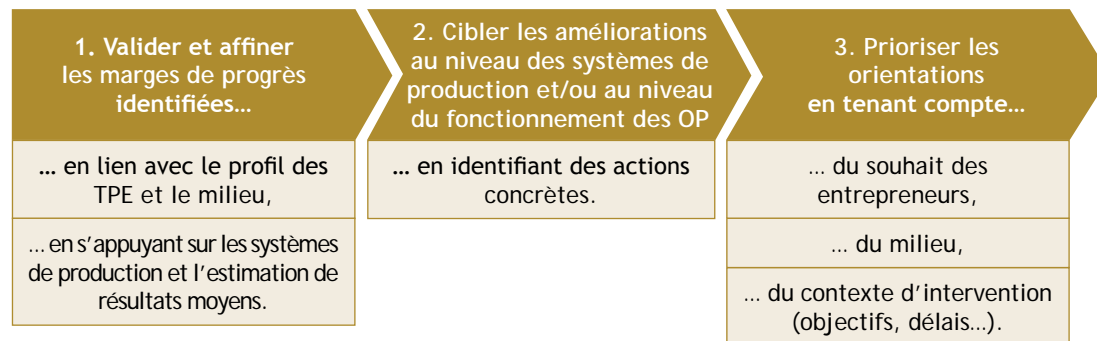 1. Valider et affiner
les marges de progrès
identifiées…
… en lien avec le profil des
TPE et le milieu,
… en s'appuyant sur les systèmes
de production et l'estimation de
résultats moyens.
2. Cibler les améliorations
au niveau des systèmes de
production et/ou au niveau
du fonctionnement des OP
… en identifiant des actions
concrètes.
3. Prioriser les
orientations
en tenant compte…
… du souhait des
entrepreneurs,
… du milieu,
… du contexte d'intervention
(objectifs, délais…).